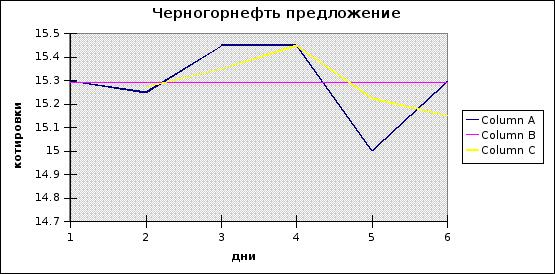 Черногорнефть предложение
котировки
15.5
15.4
15.3
15.2
15.1
15
14.9
14.8
14.7
1 2 3 4 5 6
дни
Column A
Column B
Column C